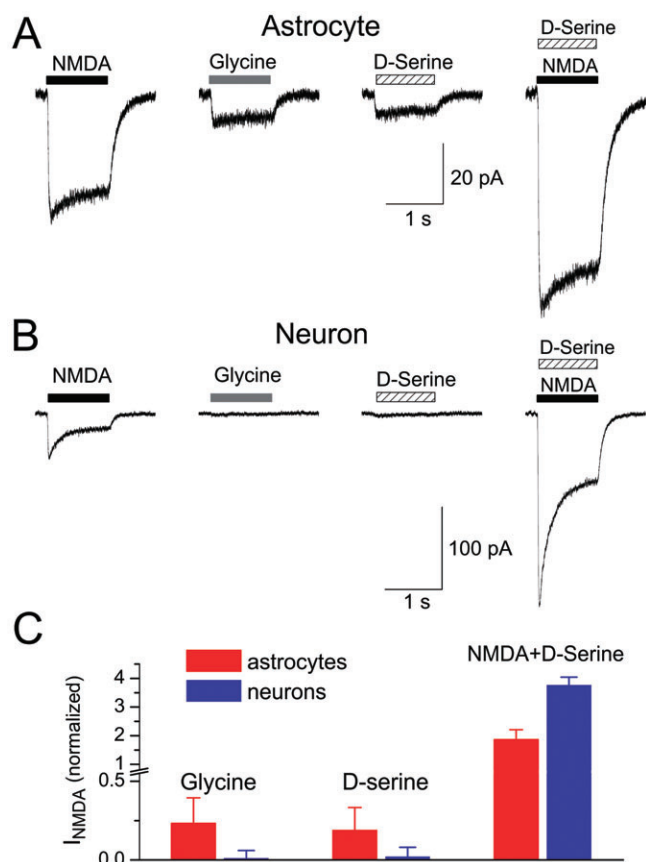 A
Astrocyte
NMDA
Glycine
D-Serine
D-Serine
NMDA
20 pA
1 s
B
Neuron
NMDA
Glycine
D-Serine
D-Serine
NMDA
100 pA
1 s
C
astrocytes
neurons
NMDA+D-Serine
Glycine
D-serine
I_NMDA (normalized)
4
3
2
1
0.5
0.0